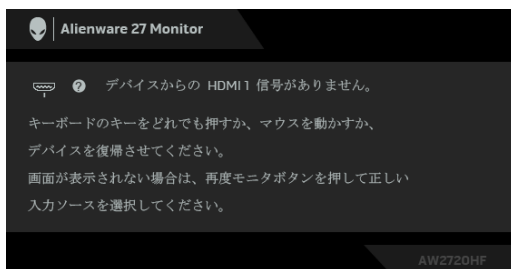 Alienware 27 Monitor
デバイスからの HDMI 1 信号がありません。
キーボードのキーをどれでも押すか、マウスを動かすか、
デバイスを復帰させてください。
画面が表示されない場合は、再度モニタボタンを押して正しい
入力ソースを選択してください。
AW2720HF